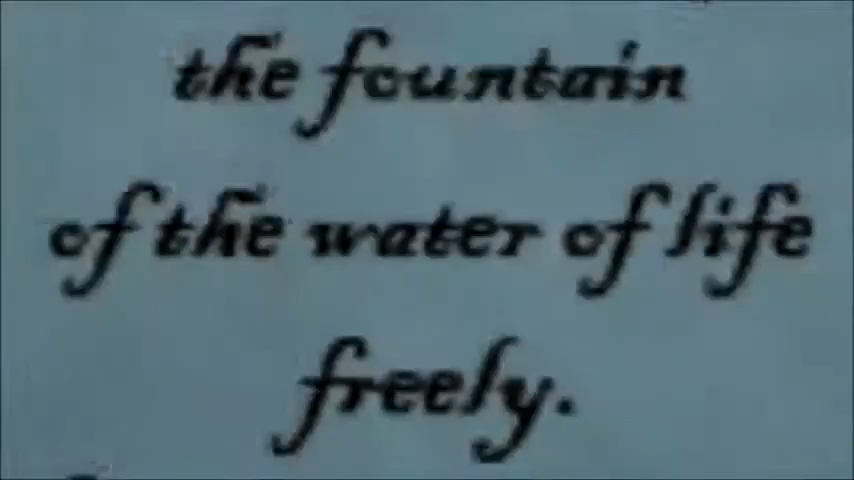 the fountain
of the water of life
freely.